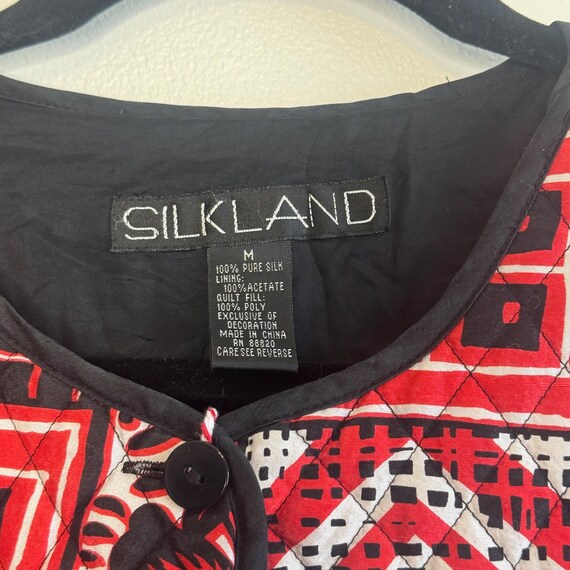 SILKLAND
M
100% PURE SILK
LINING:
100% ACETATE
QUILT FILL:
100% POLY
EXCLUSIVE OF
DECORATION
MADE IN CHINA
RN 88820
CARE SEE REVERSE